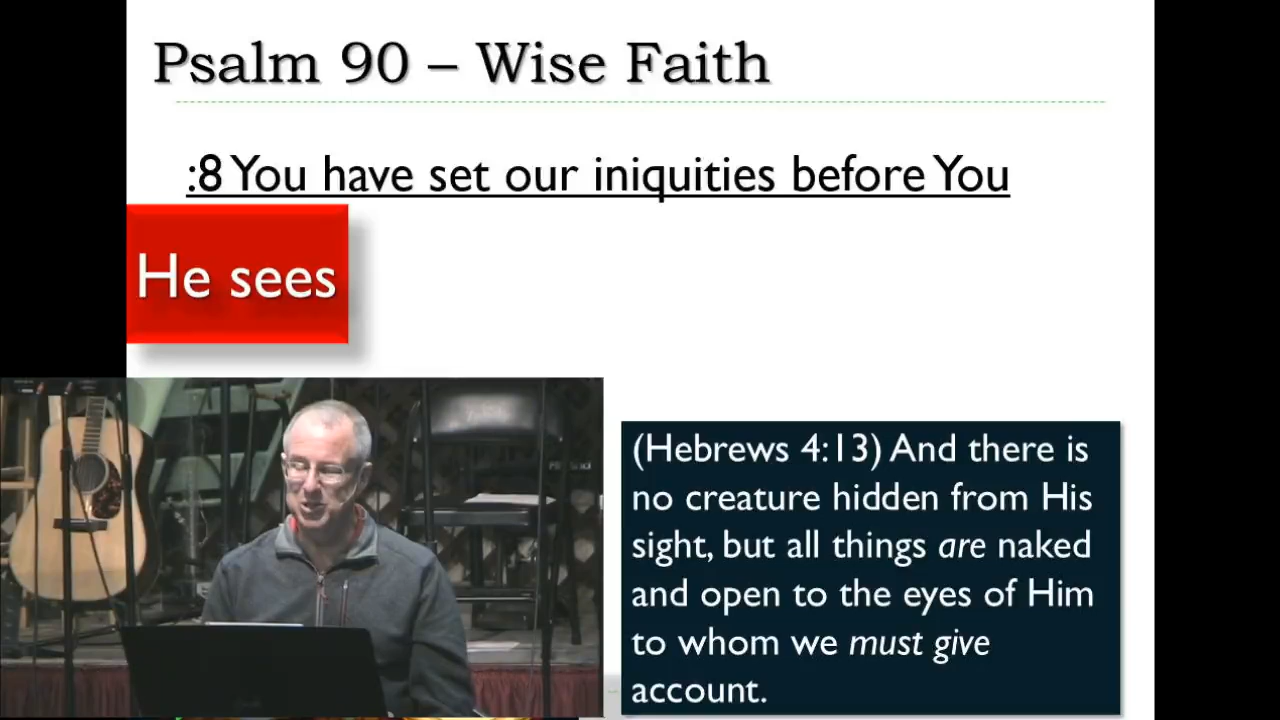 Psalm 90 – Wise Faith
:8 You have set our iniquities before You
He sees
(Hebrews 4:13) And there is
no creature hidden from His
sight, but all things are naked
and open to the eyes of Him
to whom we must give
account.